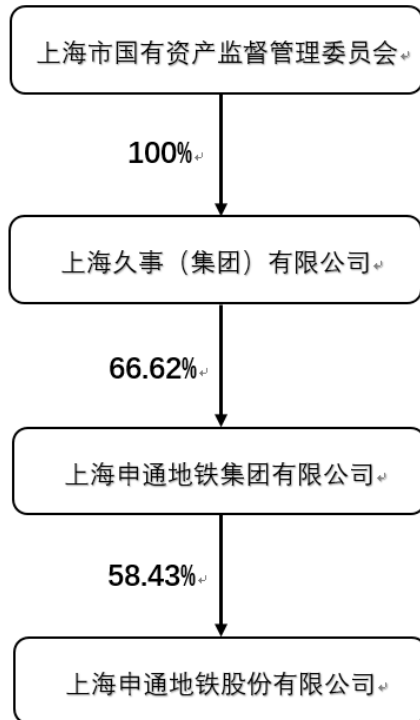 上海市国有资产监督管理委员会
100%
上海久事（集团）有限公司
66.62%
上海申通地铁集团有限公司
58.43%
上海申通地铁股份有限公司